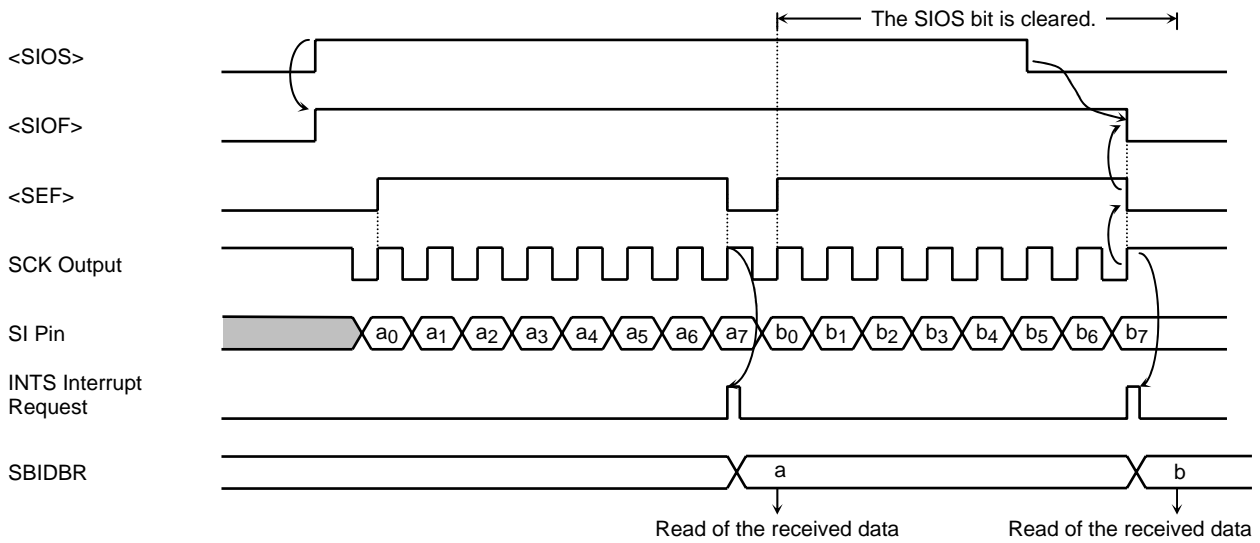 The SIOS bit is cleared.
<SIOS>
<SIOF>
<SEF>
SCK Output
SI Pin
a0 a1 a2 a3 a4 a5 a6 a7 b0 b1 b2 b3 b4 b5 b6 b7
INTS Interrupt
Request
SBIDBR
a b
Read of the received data Read of the received data